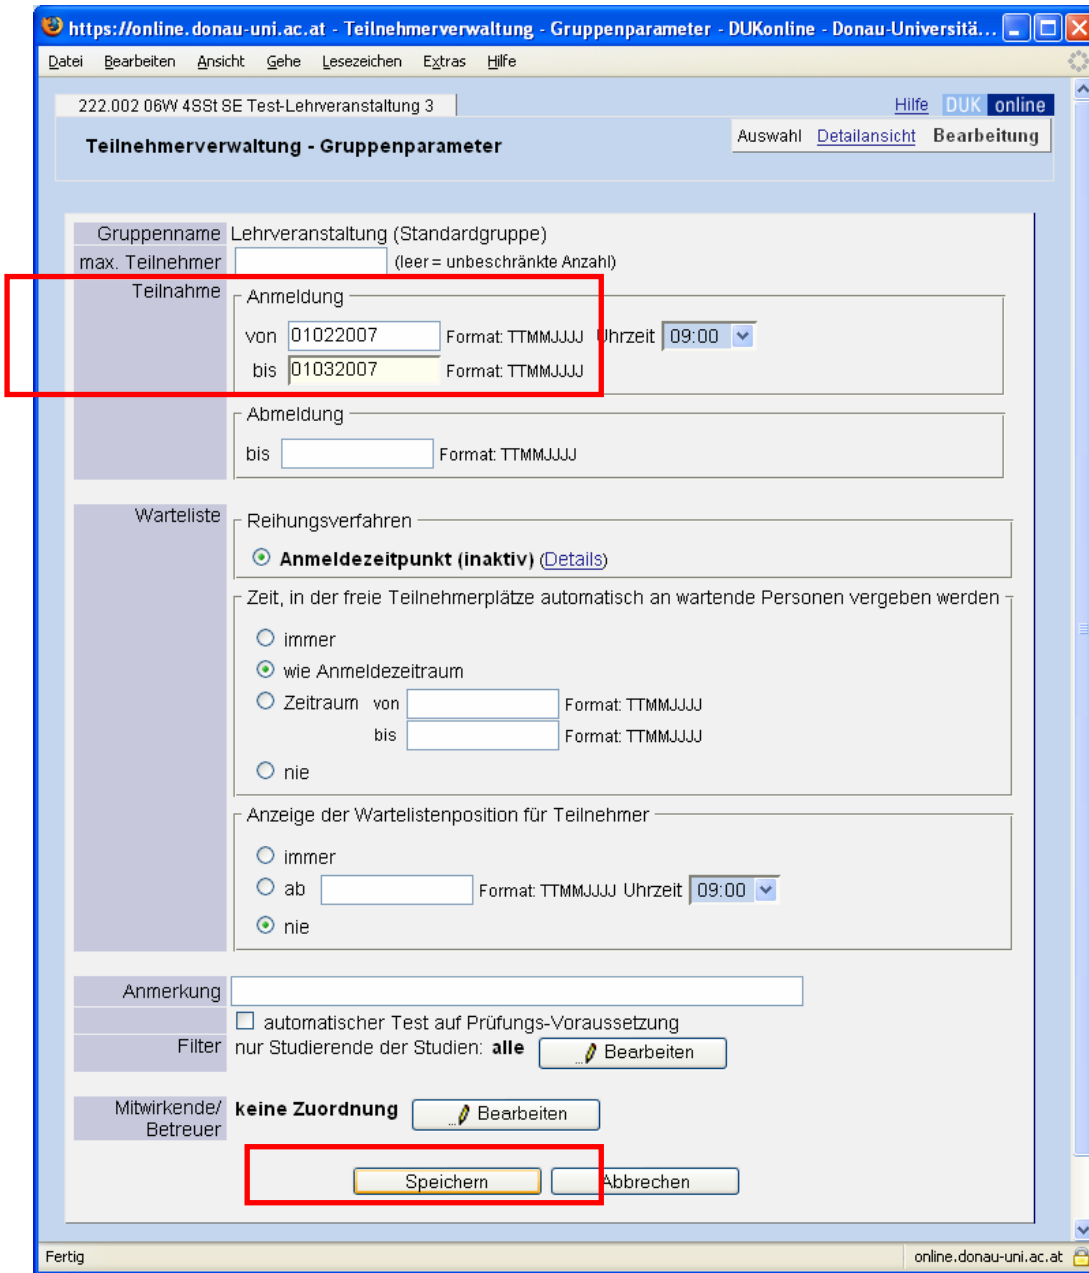 https://online.donau-uni.ac.at - Teilnehmerverwaltung - Gruppenparameter - DUKonline - Donau-Universitä...
Datei Bearbeiten Ansicht Gehe Lesezeichen Extras Hilfe
222.002 06W 4SSt SE Test-Lehrveranstaltung 3
Hilfe DUK online
Teilnehmerverwaltung - Gruppenparameter
Auswahl Detailansicht Bearbeitung
Gruppenname Lehrveranstaltung (Standardgruppe)
max. Teilnehmer (leer = unbeschränkte Anzahl)
Teilnahme
Anmeldung
von 01022007 Format: TTMMJJJJ Uhrzeit 09:00
bis 01032007 Format: TTMMJJJJ
Abmeldung
bis Format: TTMMJJJJ
Warteliste
Reihungsverfahren
Anmeldezeitpunkt (inaktiv) (Details)
Zeit, in der freie Teilnehmerplätze automatisch an wartende Personen vergeben werden
immer
wie Anmeldezeitraum
Zeitraum von Format: TTMMJJJJ
bis Format: TTMMJJJJ
nie
Anzeige der Wartelistenposition für Teilnehmer
immer
ab Format: TTMMJJJJ Uhrzeit 09:00
nie
Anmerkung
automatischer Test auf Prüfungs-Voraussetzung
Filter nur Studierende der Studien: alle Bearbeiten
Mitwirkende/ keine Zuordnung Bearbeiten
Betreuer
Speichern Abbrechen
Fertig online.donau-uni.ac.at